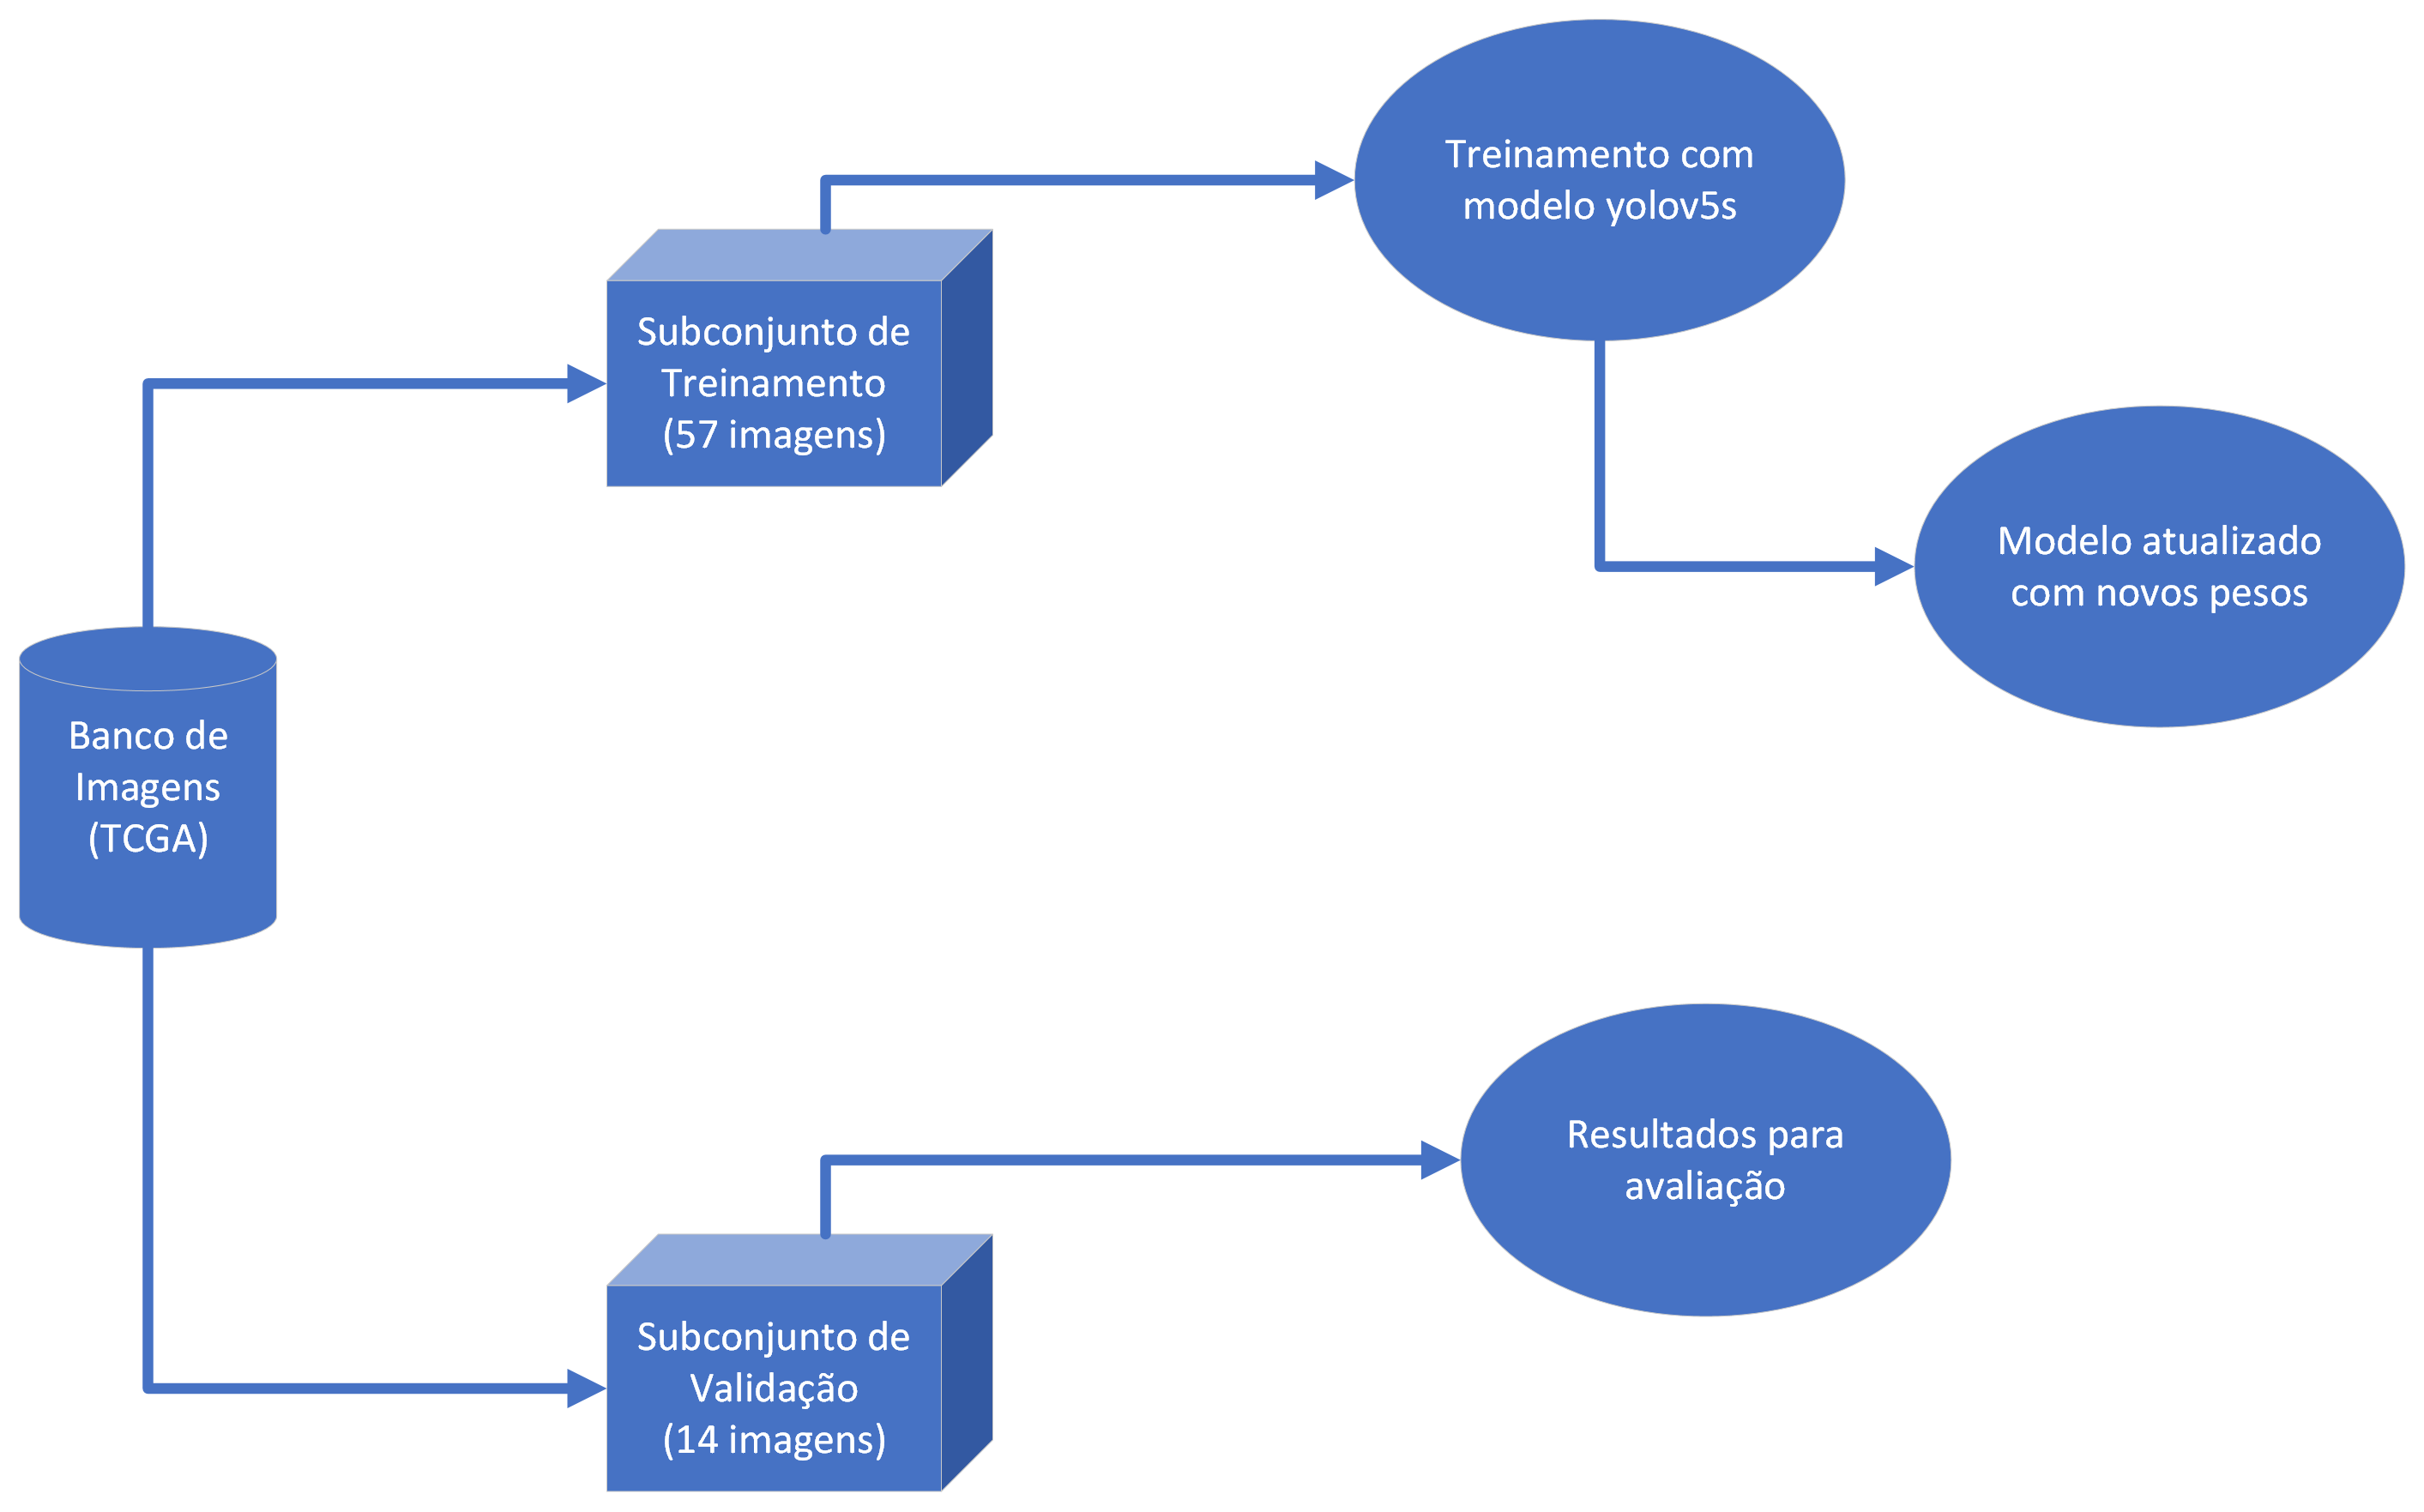 Treinamento com
modelo yolov5s
Subconjunto de
Treinamento
(57 imagens)
Modelo atualizado
com novos pesos
Banco de
Imagens
(TCGA)
Resultados para
avaliação
Subconjunto de
Validação
(14 imagens)